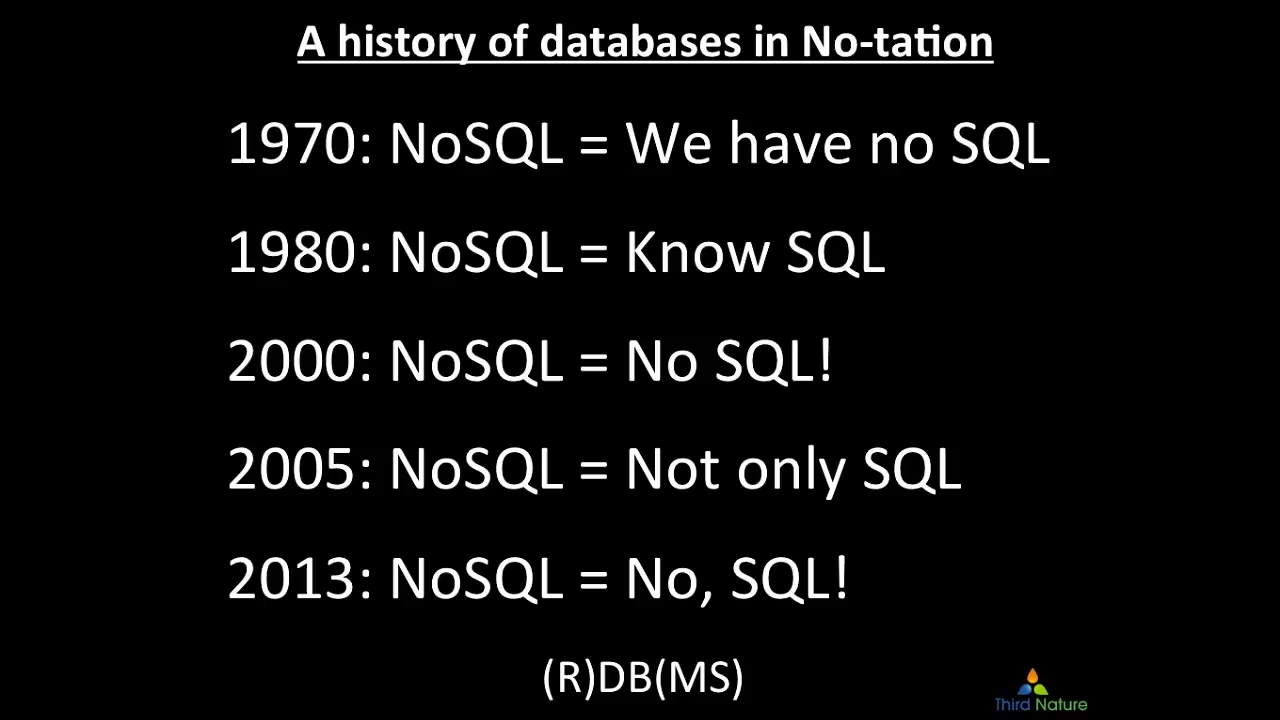 A history of databases in No-tation
1970: NoSQL = We have no SQL
1980: NoSQL = Know SQL
2000: NoSQL = No SQL!
2005: NoSQL = Not only SQL
2013: NoSQL = No, SQL!
(R)DB(MS)
Third Nature